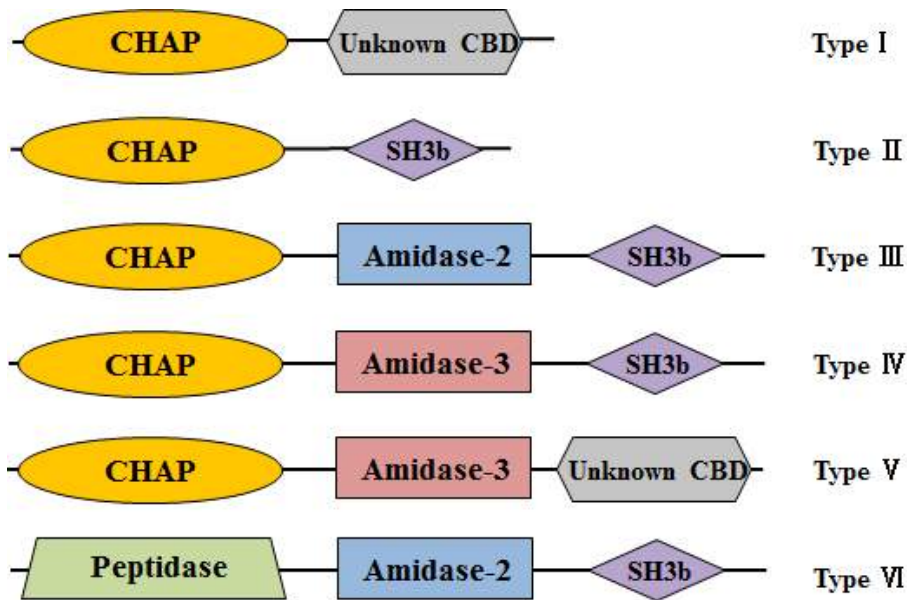 CHAP Unknown CBD Type Ⅰ
CHAP SH3b Type Ⅱ
CHAP Amidase-2 SH3b Type Ⅲ
CHAP Amidase-3 SH3b Type Ⅳ
CHAP Amidase-3 Unknown CBD Type Ⅴ
Peptidase Amidase-2 SH3b Type Ⅵ